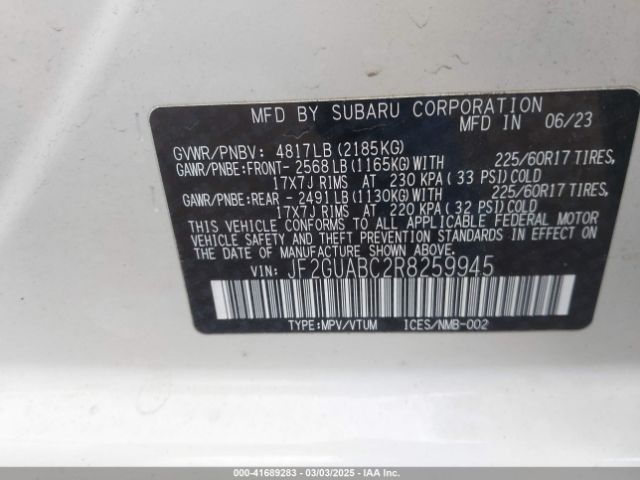 MFD BY SUBARU CORPORATION
MFD IN 06/23
GVWR/PNBV: 4817LB (2185KG)
GAWR/PNBE:FRONT- 2568 LB (1165KG) WITH 225/60R17 TIRES,
17X7J RIMS AT 230 KPA ( 33 PSI) COLD
GAWR/PNBE:REAR - 2491 LB (1130KG) WITH 225/60R17 TIRES,
17X7J RIMS AT 220 KPA ( 32 PSI) COLD
THIS VEHICLE CONFORMS TO ALL APPLICABLE FEDERAL MOTOR
VEHICLE SAFETY AND THEFT PREVENTION STANDARDS IN EFFECT ON
THE DATE OF MANUFACTURE SHOWN ABOVE.
VIN: JF2GUABC2R8259945
TYPE:MPV/VTUM ICES/NMB-002
000-41689283 - 03/03/2025 - IAA, Copart